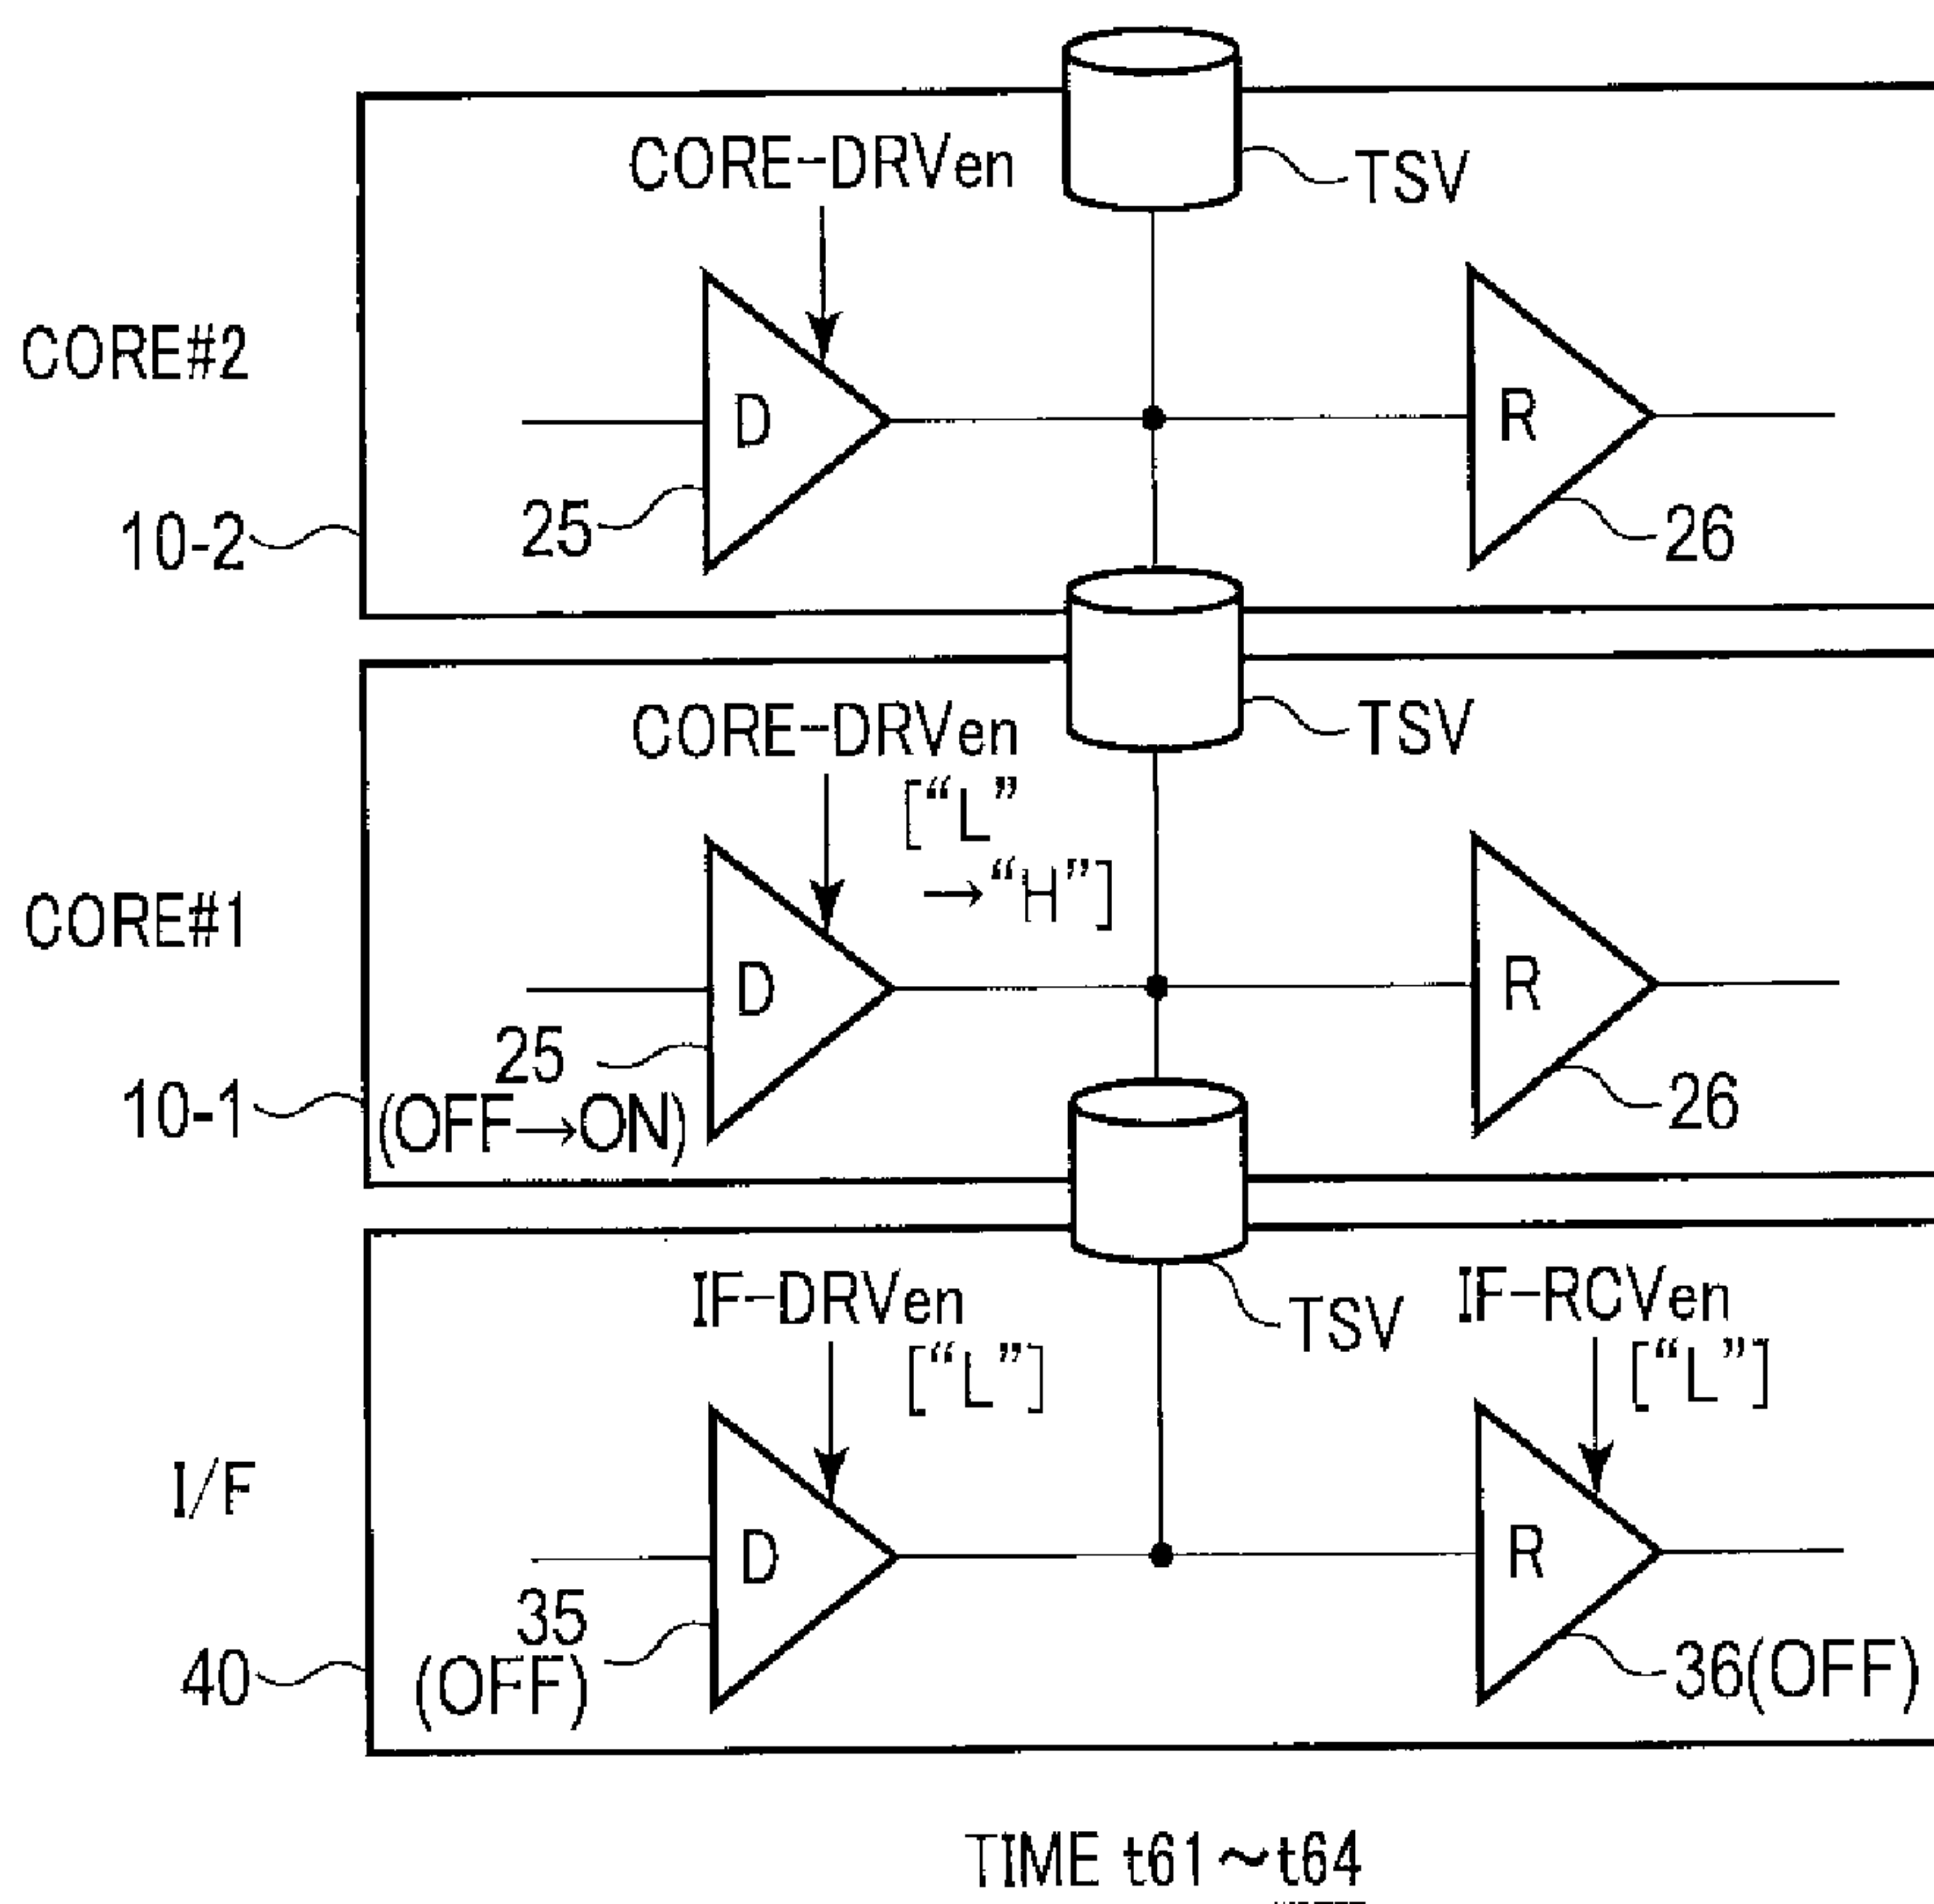 CORE-DRVen
TSV
CORE#2
D
R
10-2
25
26
CORE-DRVen
TSV
["L"
→"H"]
CORE#1
D
R
25
10-1
(OFF→ON)
26
IF-DRVen
TSV
IF-RCVen
["L"]
["L"]
I/F
D
R
35
40
(OFF)
36(OFF)
TIME t61~t64